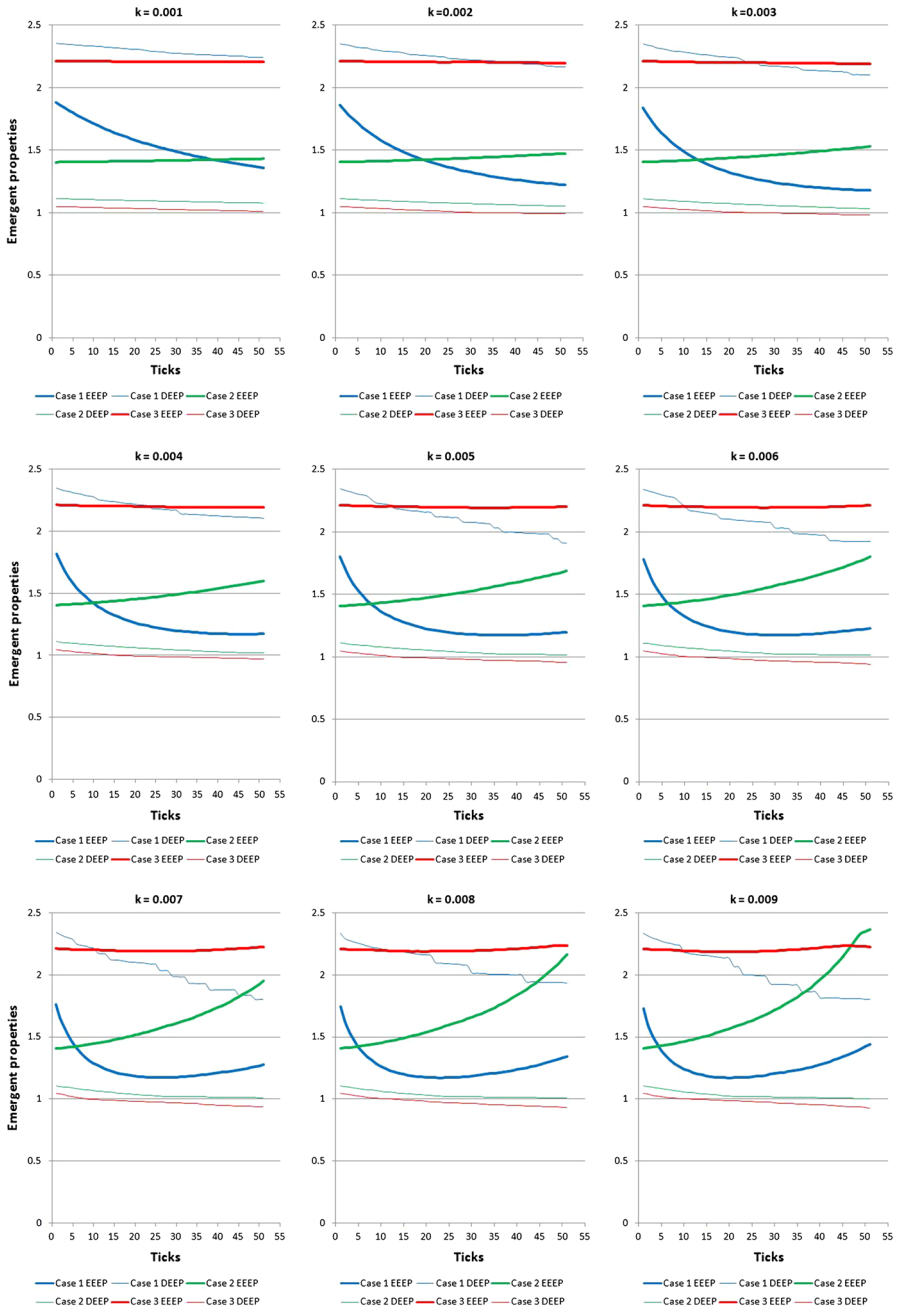 k = 0.001 k = 0.002 k = 0.003
Emergent properties
2.5 2.5 2.5
2 2 2
1.5 1.5 1.5
1 1 1
0.5 0.5 0.5
0 0 0
0 5 10 15 20 25 30 35 40 45 50 55 0 5 10 15 20 25 30 35 40 45 50 55 0 5 10 15 20 25 30 35 40 45 50 55
Ticks Ticks Ticks
Case 1 EEEP Case 1 DEEP Case 2 EEEP Case 1 EEEP Case 1 DEEP Case 2 EEEP Case 1 EEEP Case 1 DEEP Case 2 EEEP
Case 2 DEEP Case 3 EEEP Case 3 DEEP Case 2 DEEP Case 3 EEEP Case 3 DEEP Case 2 DEEP Case 3 EEEP Case 3 DEEP
k = 0.004 k = 0.005 k = 0.006
Emergent properties
2.5 2.5 2.5
2 2 2
1.5 1.5 1.5
1 1 1
0.5 0.5 0.5
0 0 0
0 5 10 15 20 25 30 35 40 45 50 55 0 5 10 15 20 25 30 35 40 45 50 55 0 5 10 15 20 25 30 35 40 45 50 55
Ticks Ticks Ticks
Case 1 EEEP Case 1 DEEP Case 2 EEEP Case 1 EEEP Case 1 DEEP Case 2 EEEP Case 1 EEEP Case 1 DEEP Case 2 EEEP
Case 2 DEEP Case 3 EEEP Case 3 DEEP Case 2 DEEP Case 3 EEEP Case 3 DEEP Case 2 DEEP Case 3 EEEP Case 3 DEEP
k = 0.007 k = 0.008 k = 0.009
Emergent properties
2.5 2.5 2.5
2 2 2
1.5 1.5 1.5
1 1 1
0.5 0.5 0.5
0 0 0
0 5 10 15 20 25 30 35 40 45 50 55 0 5 10 15 20 25 30 35 40 45 50 55 0 5 10 15 20 25 30 35 40 45 50 55
Ticks Ticks Ticks
Case 1 EEEP Case 1 DEEP Case 2 EEEP Case 1 EEEP Case 1 DEEP Case 2 EEEP Case 1 EEEP Case 1 DEEP Case 2 EEEP
Case 2 DEEP Case 3 EEEP Case 3 DEEP Case 2 DEEP Case 3 EEEP Case 3 DEEP Case 2 DEEP Case 3 EEEP Case 3 DEEP